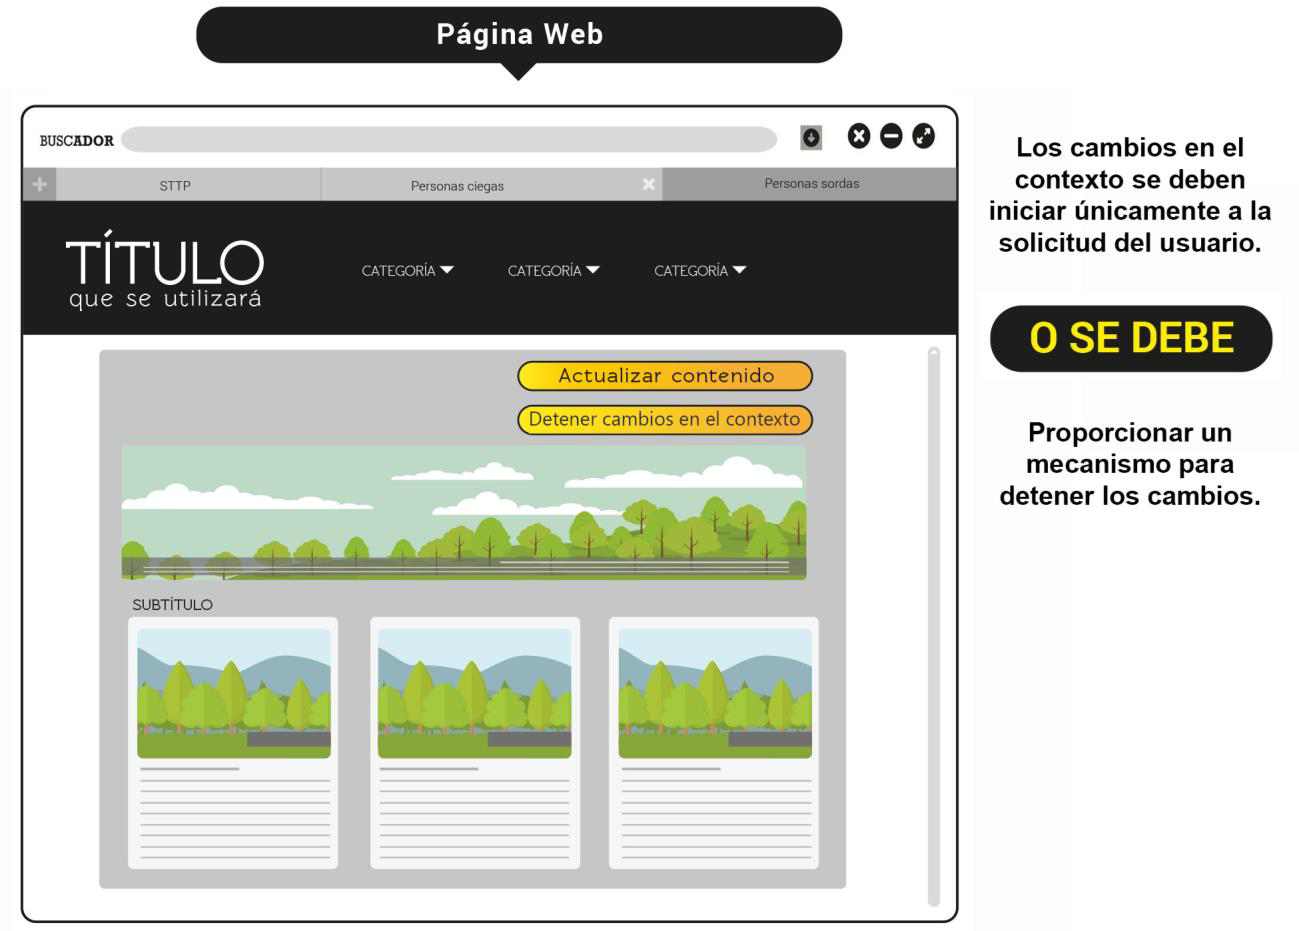 Página Web
BUSCADOR
STTP
Personas ciegas
Personas sordas
TÍTULO
que se utilizará
CATEGORÍA
CATEGORÍA
CATEGORÍA
Actualizar contenido
Detener cambios en el contexto
SUBTÍTULO
Los cambios en el
contexto se deben
iniciar únicamente a la
solicitud del usuario.
O SE DEBE
Proporcionar un
mecanismo para
detener los cambios.